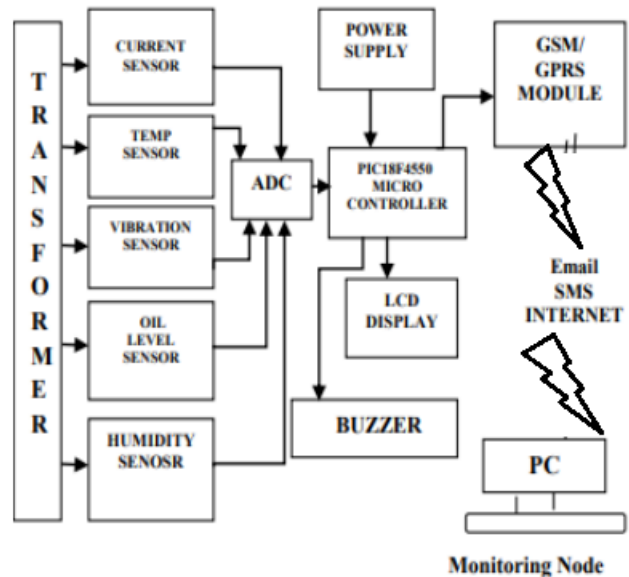 TRANSFORMER
CURRENT
SENSOR
TEMP
SENSOR
VIBRATION
SENSOR
OIL
LEVEL
SENSOR
HUMIDITY
SENOSR
ADC
POWER
SUPPLY
PIC18F4550
MICRO
CONTROLLER
LCD
DISPLAY
BUZZER
GSM/
GPRS
MODULE
Email
SMS
INTERNET
PC
Monitoring Node